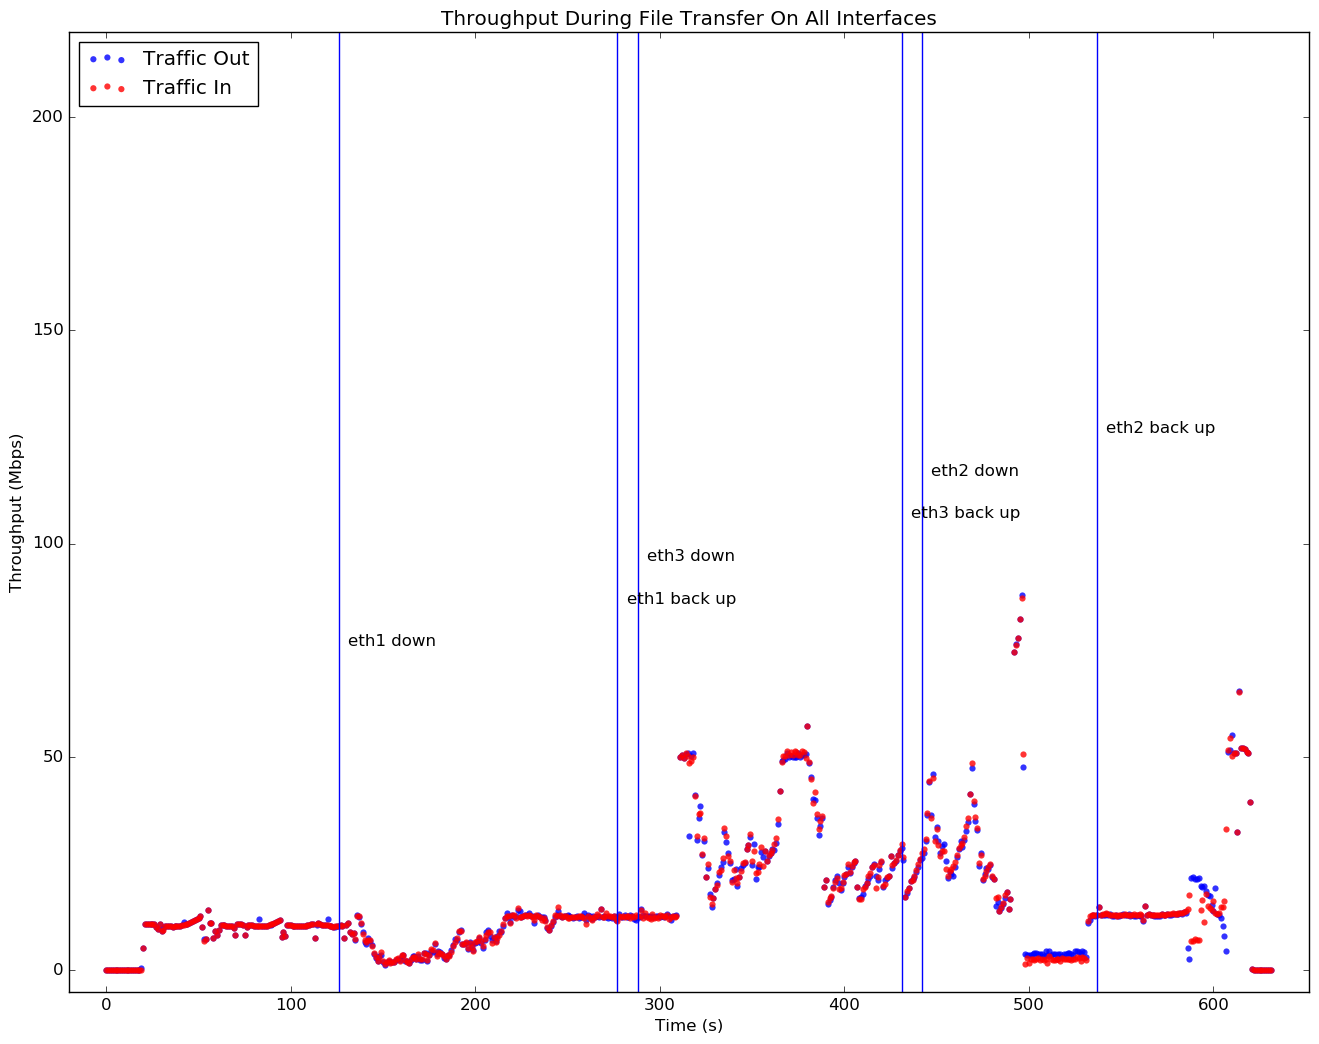 Throughput During File Transfer On All Interfaces
Traffic Out
Traffic In
200
150
100
50
0
Throughput (Mbps)
eth2 back up
eth2 down
eth3 back up
eth3 down
eth1 back up
eth1 down
0
100
200
300
400
500
600
Time (s)